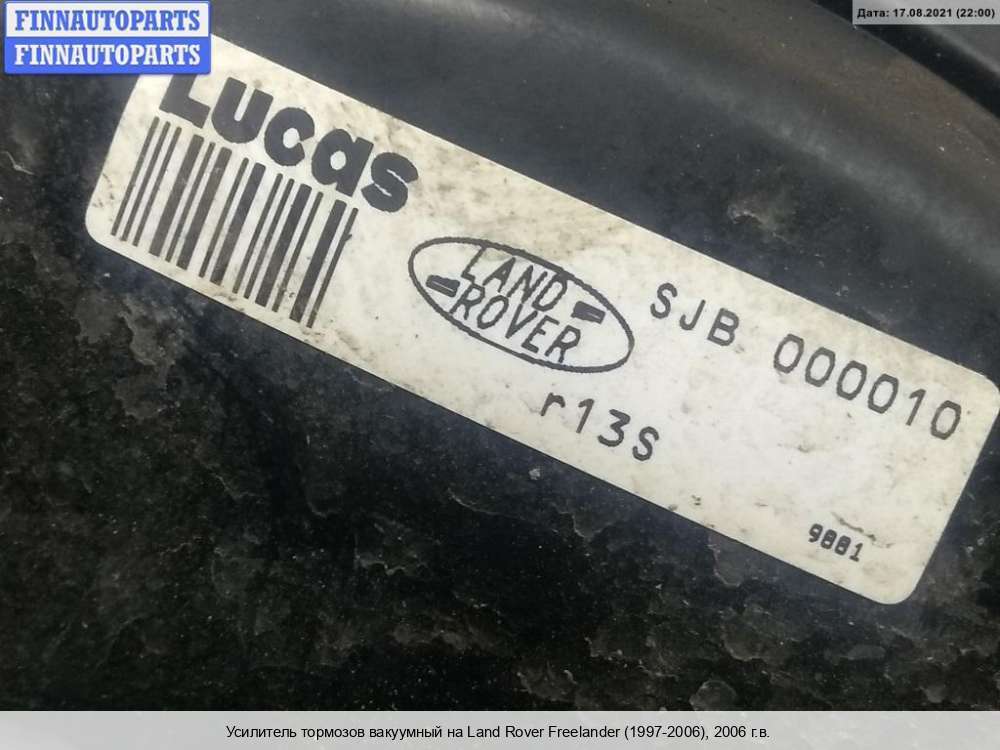 FINNAUTOPARTS
FINNAUTOPARTS
Дата: 17.08.2021 (22:00)
Lucas
LAND
ROVER
SJB 000010
r13S
9881
Усилитель тормозов вакуумный на Land Rover Freelander (1997-2006), 2006 г.в.